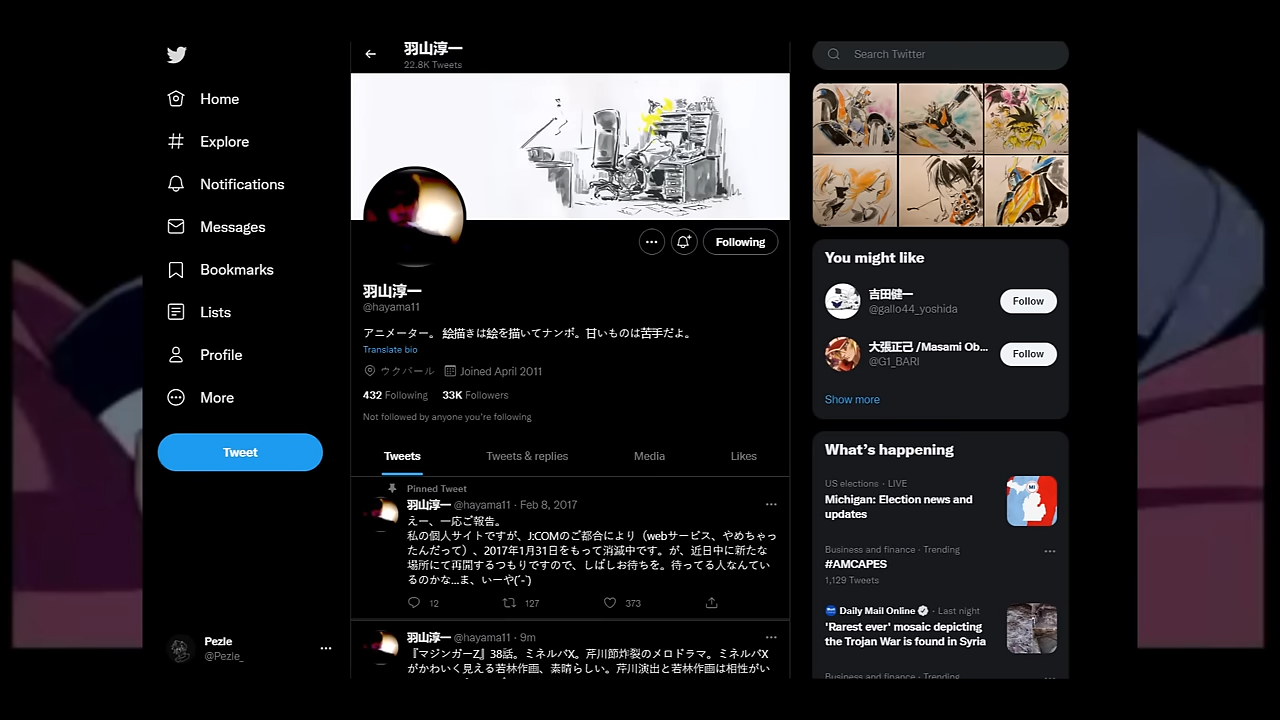 Home
Explore
Notifications
Messages
Bookmarks
Lists
Profile
More
Tweet
Pezle
@Pezle_
羽山淳一
22.8K Tweets
Following
羽山淳一
@hayama11
アニメーター。 絵描きは絵を描いてナンボ。甘いものは苦手だよ。
Translate bio
ウクバール Joined April 2011
432 Following 33K Followers
Not followed by anyone you're following
Tweets Tweets & replies Media Likes
Pinned Tweet
羽山淳一 @hayama11 · Feb 8, 2017
えー、一応ご報告。
私の個人サイトですが、J:COMのご都合により（webサービス、やめちゃっ
たんだって）、2017年1月31日をもって消滅中です。が、近日中に新たな
場所にて再開するつもりですので、しばしお待ちを。待ってる人なんてい
るのかな...ま、いーや(´-`)
12 127 373
羽山淳一 @hayama11 · 9m
『マジンガーZ』38話。ミネルバX。芹川節炸裂のメロドラマ。ミネルバX
がかわいく見える若林作画、素晴らしい。芹川演出と若林作画は相性がい
Search Twitter
You might like
吉田健一
@gallo44_yoshida
Follow
大張正己 /Masami Ob...
@G1_BARI
Follow
Show more
What's happening
US elections · LIVE
Michigan: Election news and
updates
MI
Business and finance · Trending
#AMCAPES
1,129 Tweets
Daily Mail Online · Last night
'Rarest ever' mosaic depicting
the Trojan War is found in Syria
Business and finance · Trending